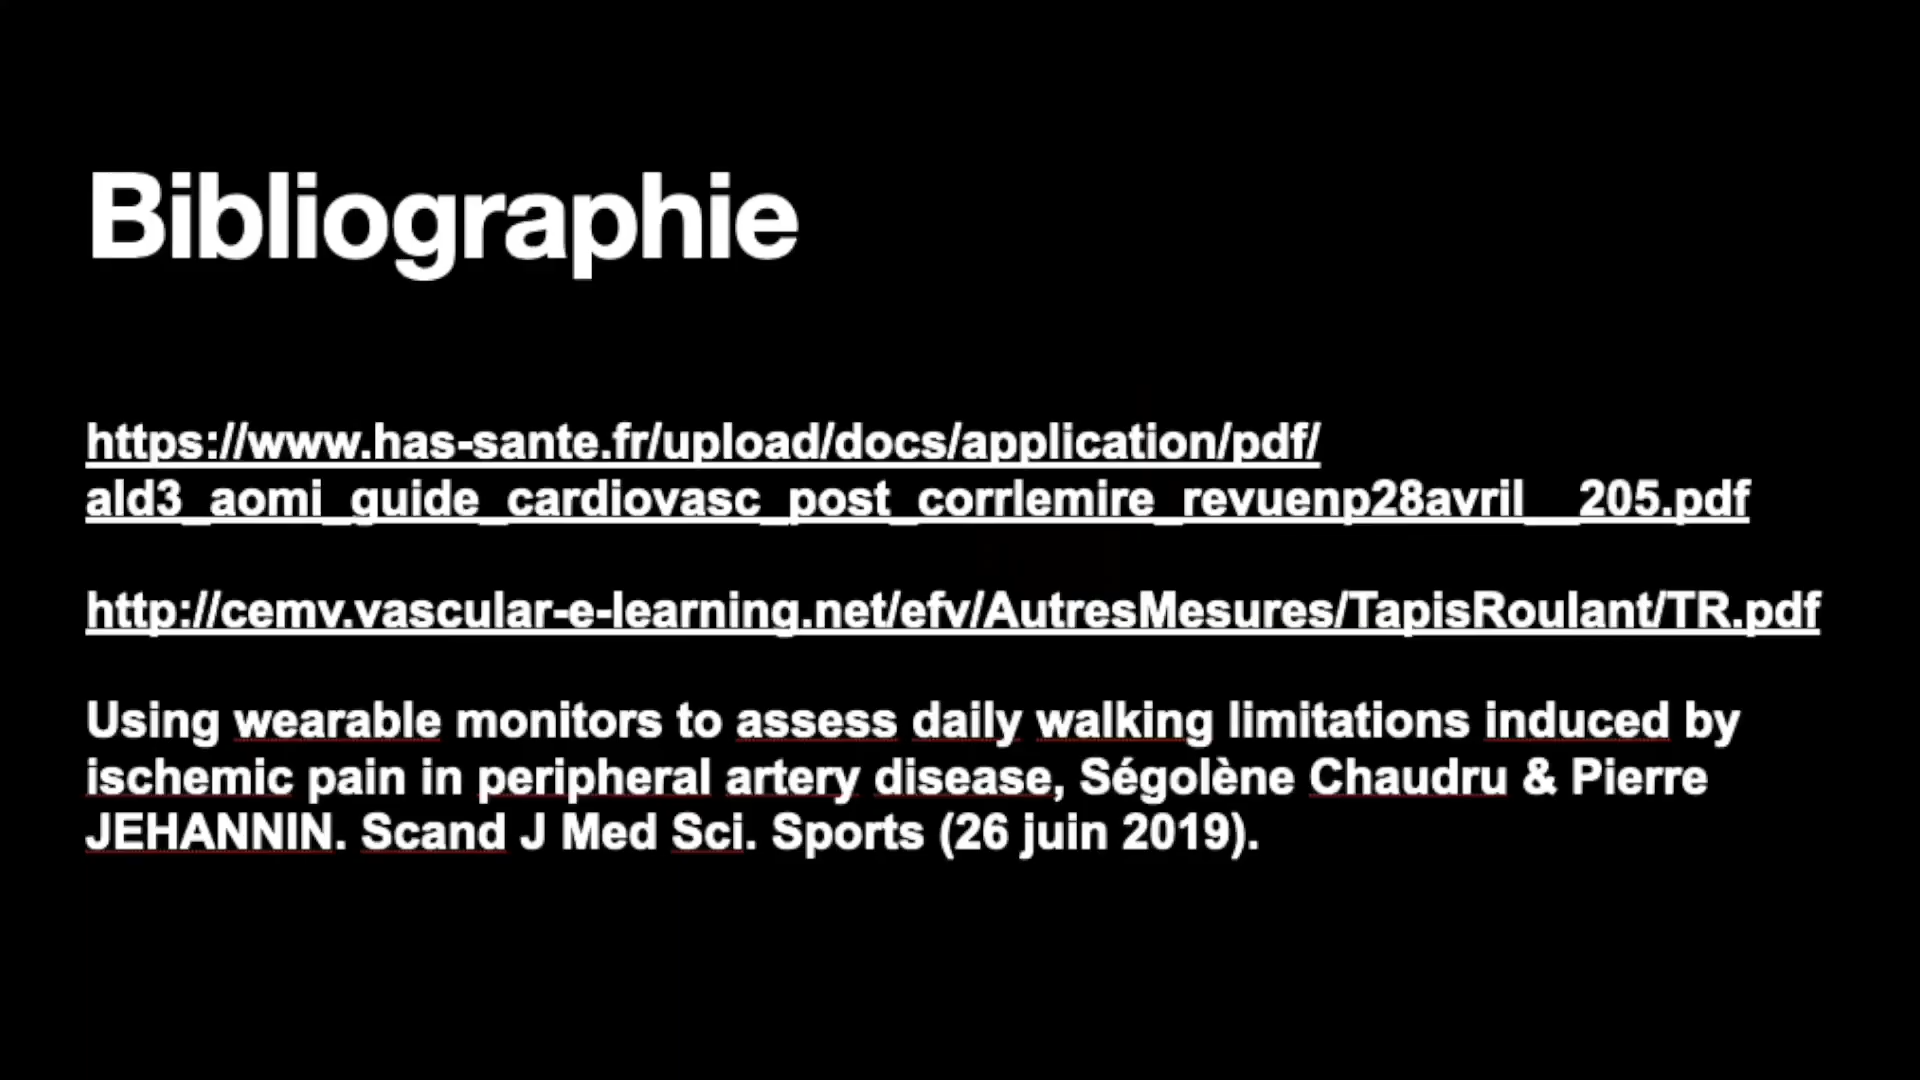 Bibliographie
https://www.has-sante.fr/upload/docs/application/pdf/
ald3_aomi_guide_cardiovasc_post_corrlemire_revuenp28avril__205.pdf
http://cemv.vascular-e-learning.net/efv/AutresMesures/TapisRoulant/TR.pdf
Using wearable monitors to assess daily walking limitations induced by
ischemic pain in peripheral artery disease, Ségolène Chaudru & Pierre
JEHANNIN. Scand J Med Sci. Sports (26 juin 2019).